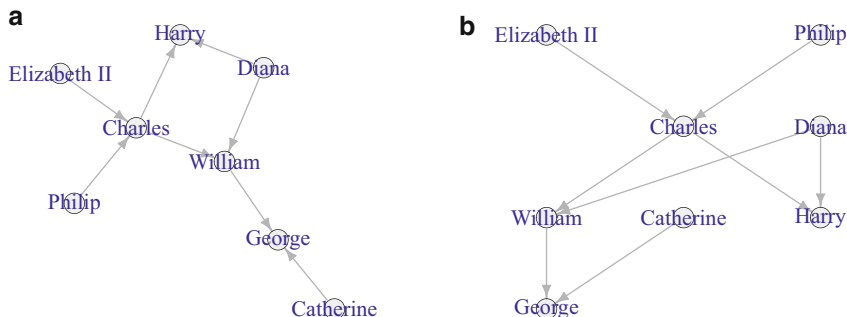 a
Harry
Elizabeth II
Diana
Charles
William
Philip
George
Catherine
b
Elizabeth II
Philip
Charles
Diana
William
Catherine
Harry
George